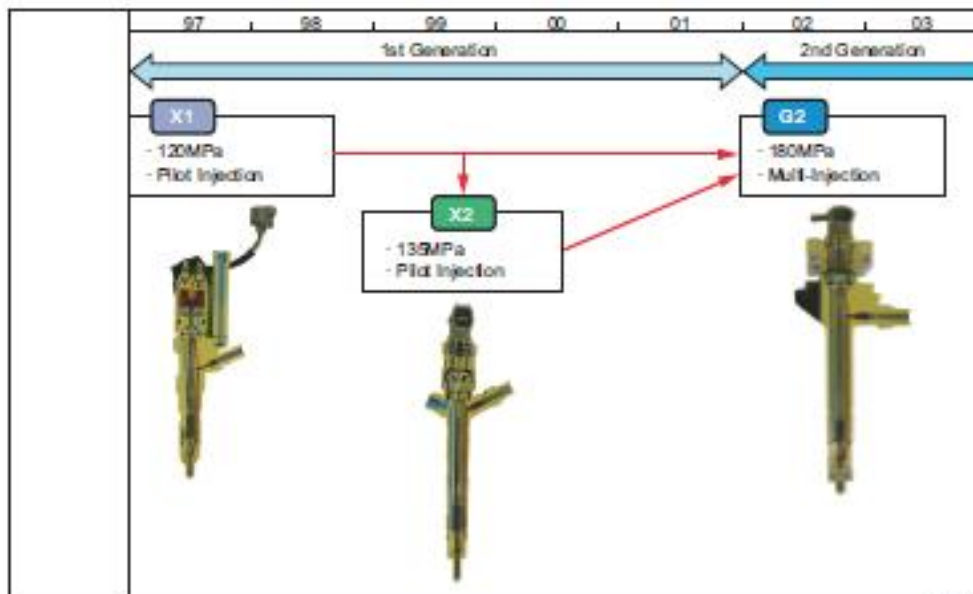 97 98 99 00 01 02 03
1st Generation 2nd Generation
X1
- 120MPa
- Pilot Injection
X2
- 135MPa
- Pilot Injection
G2
- 180MPa
- Multi-Injection